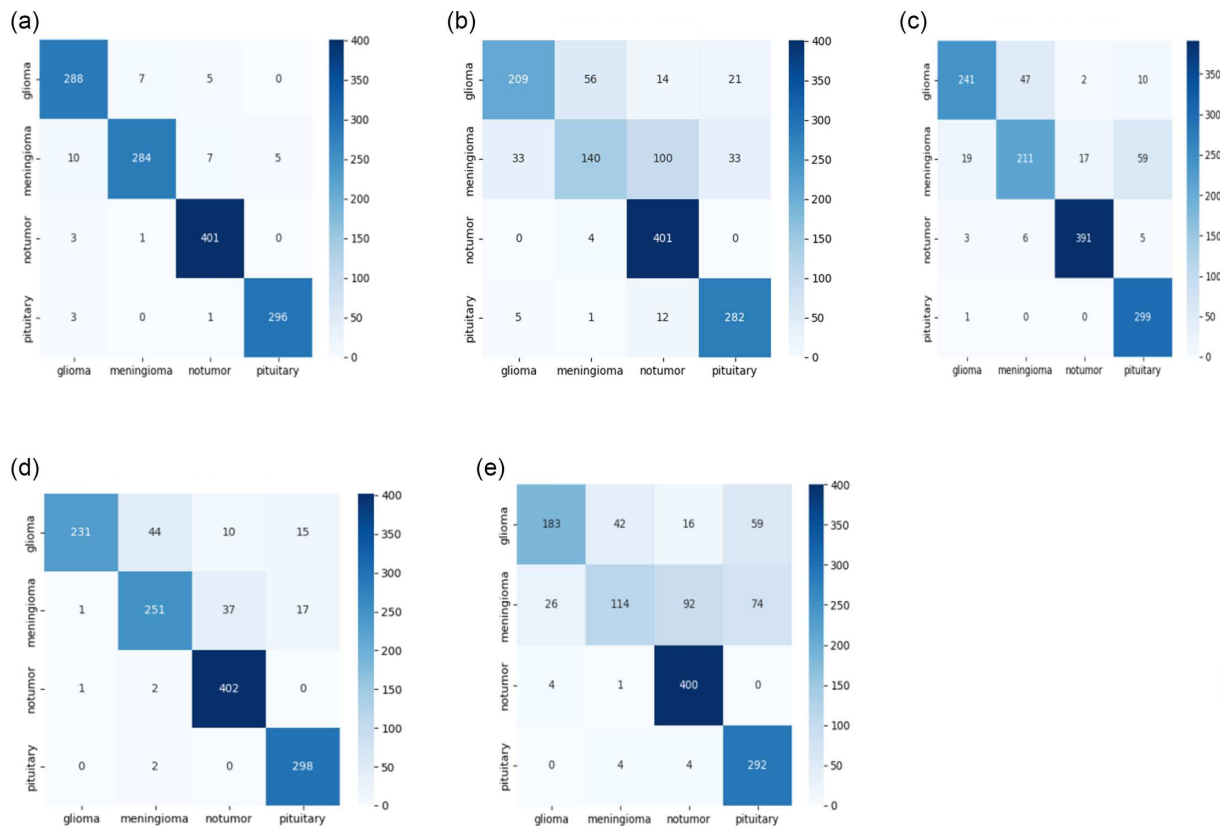 (a)
400
glioma 288 7 5 0
350
300
meningioma 10 284 7 5
250
200
notumor 3 1 401 0
150
100
pituitary 3 0 1 296
50
0
glioma meningioma notumor pituitary
(b)
400
glioma 209 56 14 21
350
300
meningioma 33 140 100 33
250
200
notumor 0 4 401 0
150
100
pituitary 5 1 12 282
50
0
glioma meningioma notumor pituitary
(c)
glioma 241 47 2 10
350
300
meningioma 19 211 17 59
250
200
notumor 3 6 391 5
150
100
pituitary 1 0 0 299
50
0
glioma meningioma notumor pituitary
(d)
400
glioma 231 44 10 15
350
300
meningioma 1 251 37 17
250
200
notumor 1 2 402 0
150
100
pituitary 0 2 0 298
50
0
glioma meningioma notumor pituitary
(e)
400
glioma 183 42 16 59
350
300
meningioma 26 114 92 74
250
200
notumor 4 1 400 0
150
100
pituitary 0 4 4 292
50
0
glioma meningioma notumor pituitary